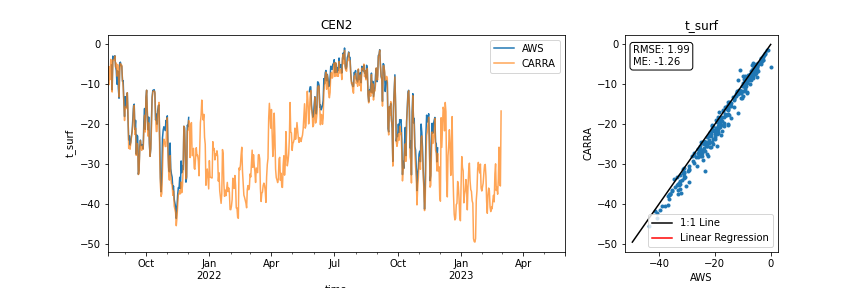 CEN2
t_surf
0
−10
−20
−30
−40
−50
t_surf
AWS
CARRA
Oct
Jan
2022
Apr
Jul
Oct
Jan
2023
Apr
time
t_surf
RMSE: 1.99
ME: -1.26
0
−10
−20
−30
−40
−50
CARRA
1:1 Line
Linear Regression
−40
−20
0
AWS